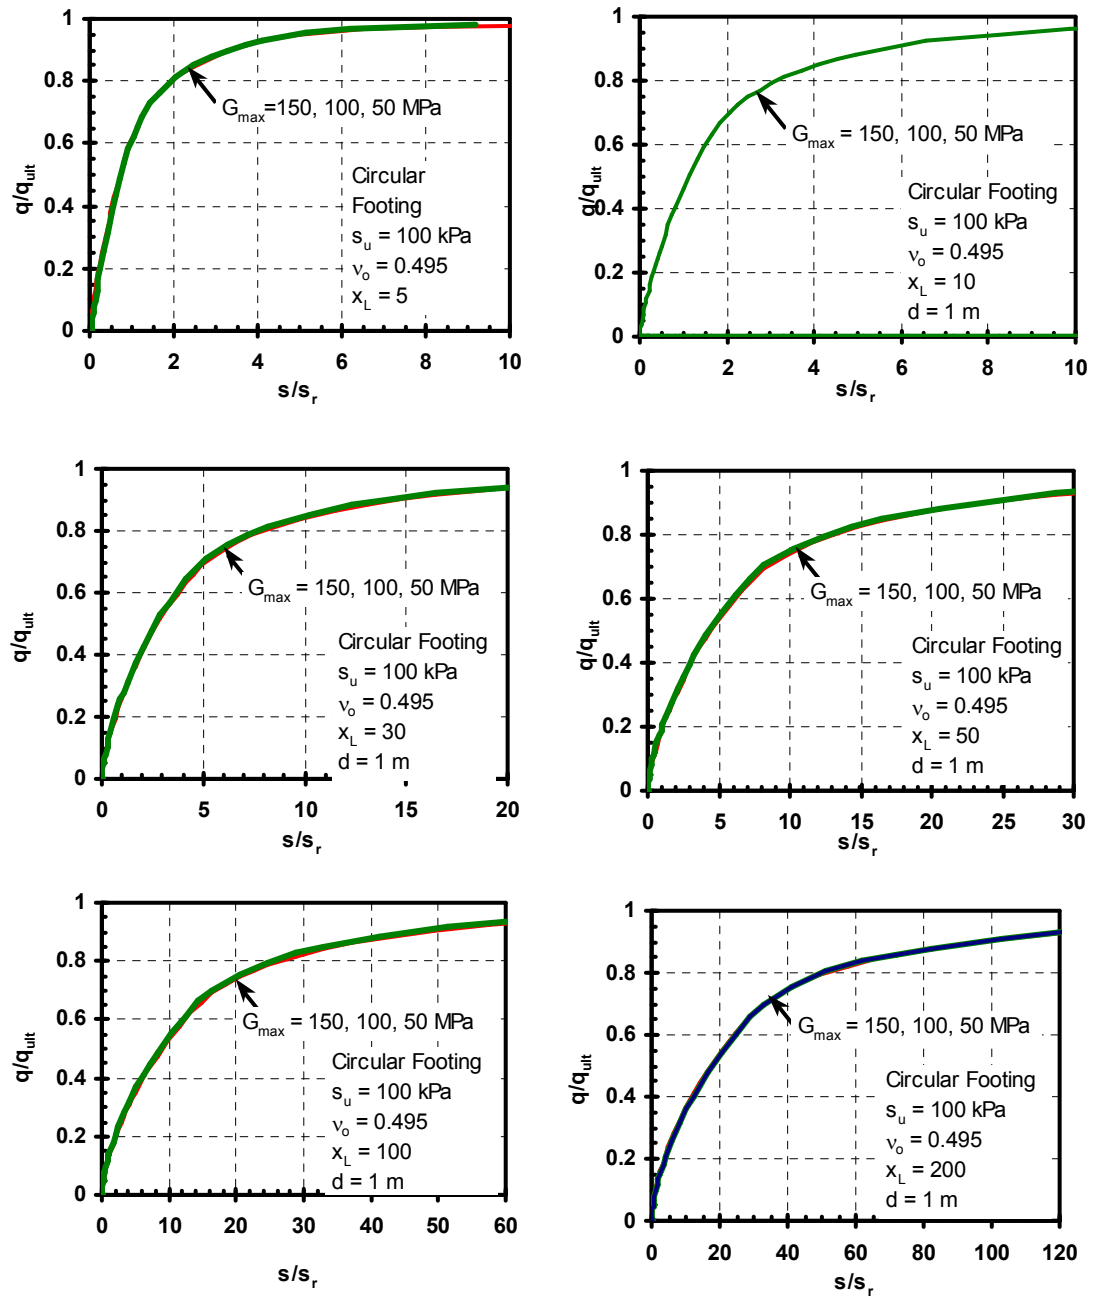 1
0.8
0.6
0.4
0.2
0
q/q_ult
G_max=150, 100, 50 MPa
Circular
Footing
s_u = 100 kPa
ν_o = 0.495
x_L = 5
0 2 4 6 8 10
s/s_r
1
0.8
0.6
0.4
0.2
0
q/q_ult
G_max = 150, 100, 50 MPa
Circular Footing
s_u = 100 kPa
ν_o = 0.495
x_L = 10
d = 1 m
0 2 4 6 8 10
s/s_r
1
0.8
0.6
0.4
0.2
0
q/q_ult
G_max = 150, 100, 50 MPa
Circular Footing
s_u = 100 kPa
ν_o = 0.495
x_L = 30
d = 1 m
0 5 10 15 20
s/s_r
1
0.8
0.6
0.4
0.2
0
q/q_ult
G_max = 150, 100, 50 MPa
Circular Footing
s_u = 100 kPa
ν_o = 0.495
x_L = 50
d = 1 m
0 5 10 15 20 25 30
s/s_r
1
0.8
0.6
0.4
0.2
0
q/q_ult
G_max = 150, 100, 50 MPa
Circular Footing
s_u = 100 kPa
ν_o = 0.495
x_L = 100
d = 1 m
0 10 20 30 40 50 60
s/s_r
1
0.8
0.6
0.4
0.2
0
q/q_ult
G_max = 150, 100, 50 MPa
Circular Footing
s_u = 100 kPa
ν_o = 0.495
x_L = 200
d = 1 m
0 20 40 60 80 100 120
s/s_r